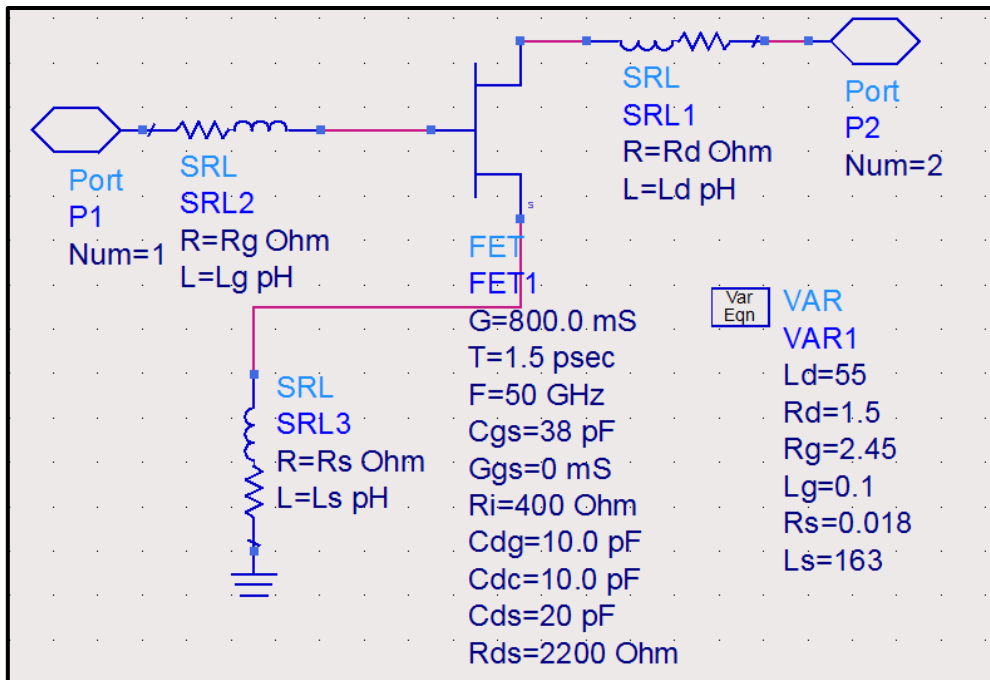 SRL
SRL1
R=Rd Ohm
L=Ld pH
Port
P2
Num=2
Port
P1
Num=1
SRL
SRL2
R=Rg Ohm
L=Lg pH
s
FET
FET1
G=800.0 mS
T=1.5 psec
F=50 GHz
Cgs=38 pF
Ggs=0 mS
Ri=400 Ohm
Cdg=10.0 pF
Cdc=10.0 pF
Cds=20 pF
Rds=2200 Ohm
Var
Eqn
VAR
VAR1
Ld=55
Rd=1.5
Rg=2.45
Lg=0.1
Rs=0.018
Ls=163
SRL
SRL3
R=Rs Ohm
L=Ls pH